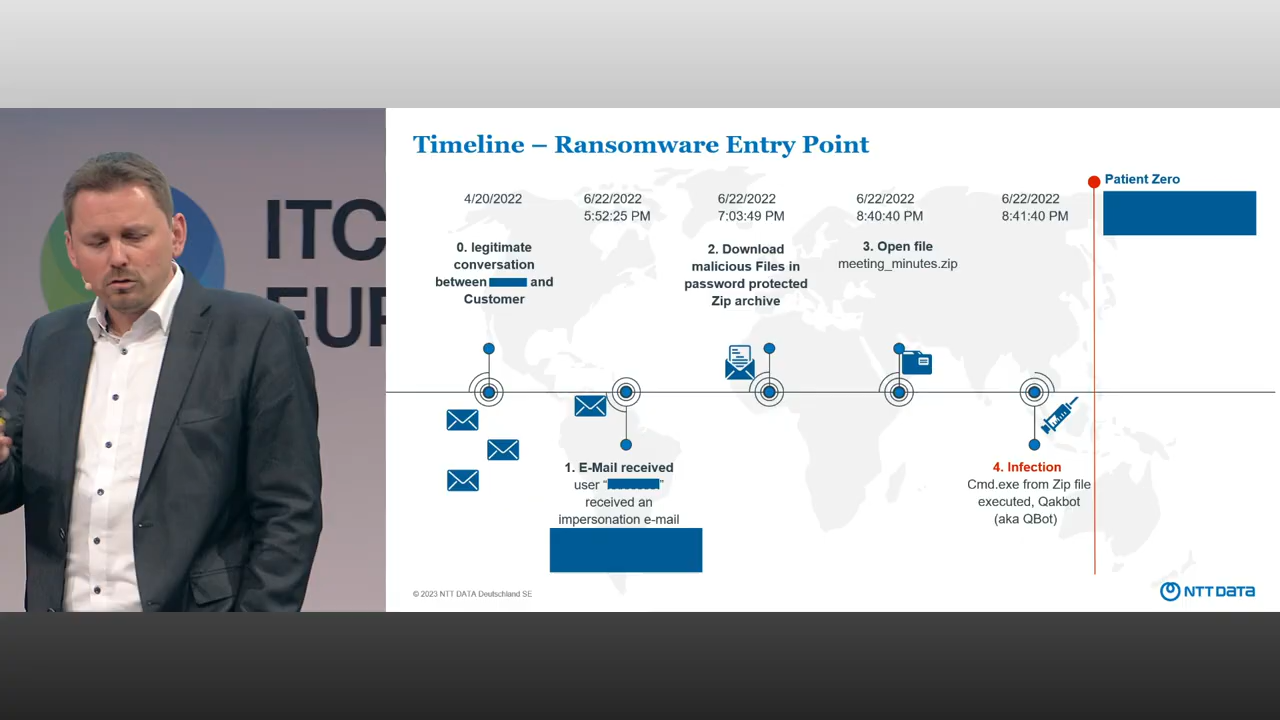 ITC
EUR
Timeline – Ransomware Entry Point
4/20/2022
0. legitimate
conversation
between and
Customer
6/22/2022
5:52:25 PM
1. E-Mail received
user “ ”
received an
impersonation e-mail
6/22/2022
7:03:49 PM
2. Download
malicious Files in
password protected
Zip archive
6/22/2022
8:40:40 PM
3. Open file
meeting_minutes.zip
6/22/2022
8:41:40 PM
4. Infection
Cmd.exe from Zip file
executed, Qakbot
(aka QBot)
Patient Zero
© 2023 NTT DATA Deutschland SE
NTT DATA